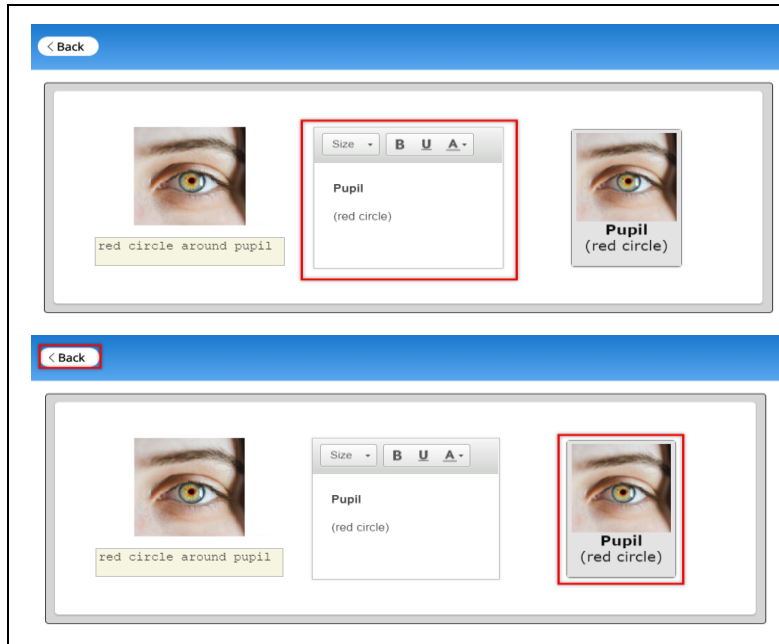 < Back
Size B U A
Pupil
(red circle)
red circle around pupil
Pupil
(red circle)
< Back
Size B U A
Pupil
(red circle)
red circle around pupil
Pupil
(red circle)